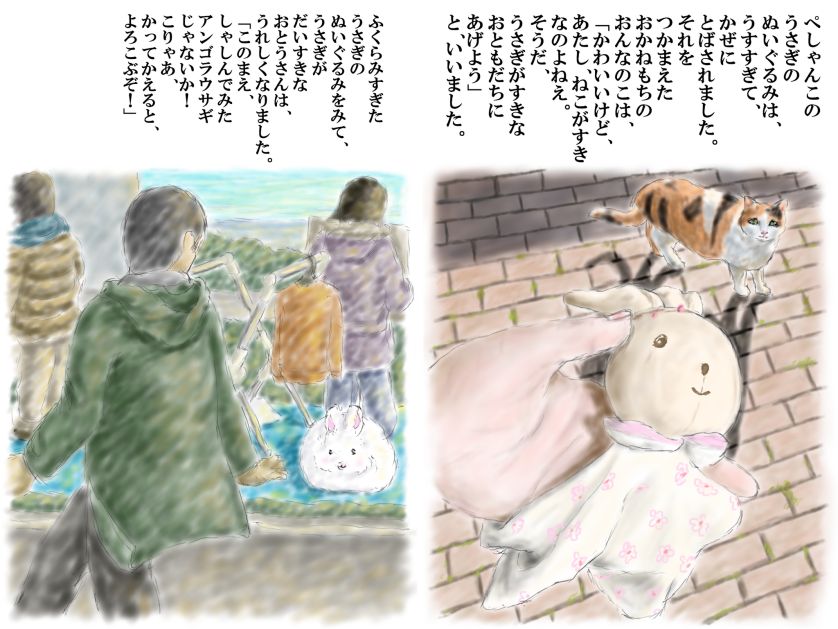 ぺしゃんこの
うさぎの
ぬいぐるみは、
うすすぎて、
かぜに
とばされました。
それを
つかまえた
おかねもちの
おんなのこは、
「かわいいけど、
あたし ねこがすき
なのよねえ。
そうだ、
うさぎがすきな
おともだちに
あげよう」
と、いいました。
ふくらみすぎた
うさぎの
ぬいぐるみをみて、
うさぎが
だいすきな
おとうさんは、
うれしくなりました。
「このまえ、
しゃしんでみた
アンゴラウサギ
じゃないか！
こりゃあ、
かってかえると、
よろこぶぞ！」